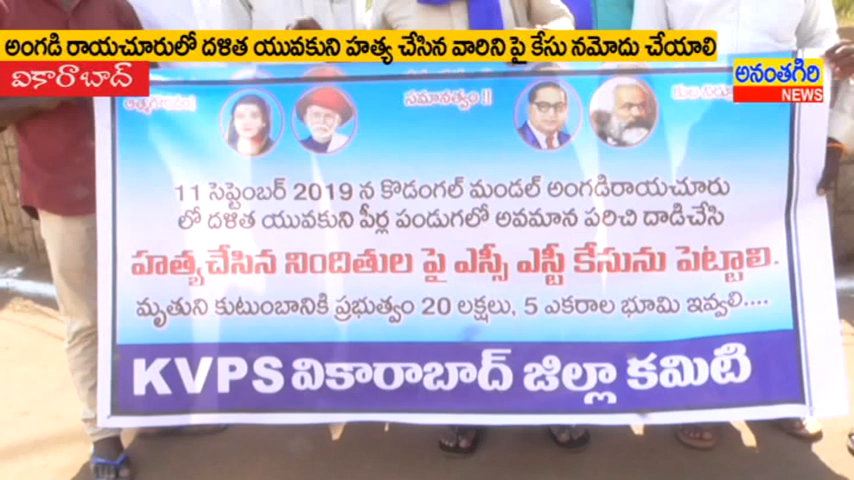 అంగడి రాయచూరులో దళిత యువకుని హత్య చేసిన వారిని పై కేసు నమోదు చేయాలి
వికారాబాద్
అనంతగిరి
NEWS
సమానత్వం !!
11 సెప్టెంబర్ 2019 న కొడంగల్ మండల్ అంగడిరాయచూరు
లో దళిత యువకుని పీర్ల పండుగలో అవమాన పరిచి దాడిచేసి
హత్యచేసిన నిందితుల పై ఎస్సీ ఎస్టీ కేసును పెట్టాలి.
మృతుని కుటుంబానికి ప్రభుత్వం 20 లక్షలు, 5 ఎకరాల భూమి ఇవ్వలి....
KVPS వికారాబాద్ జిల్లా కమిటి